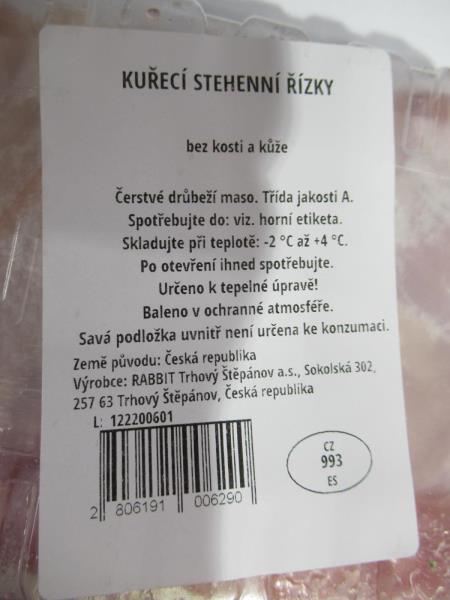 KUŘECÍ STEHENNÍ ŘÍZKY
bez kosti a kůže
Čerstvé drůbeží maso. Třída jakosti A.
Spotřebujte do: viz. horní etiketa.
Skladujte při teplotě: -2 °C až +4 °C.
Po otevření ihned spotřebujte.
Určeno k tepelné úpravě!
Baleno v ochranné atmosféře.
Savá podložka uvnitř není určena ke konzumaci.
Země původu: Česká republika
Výrobce: RABBIT Trhový Štěpánov a.s., Sokolská 302,
257 63 Trhový Štěpánov, Česká republika
L: 122200601
2 806191 006290
CZ
993
ES